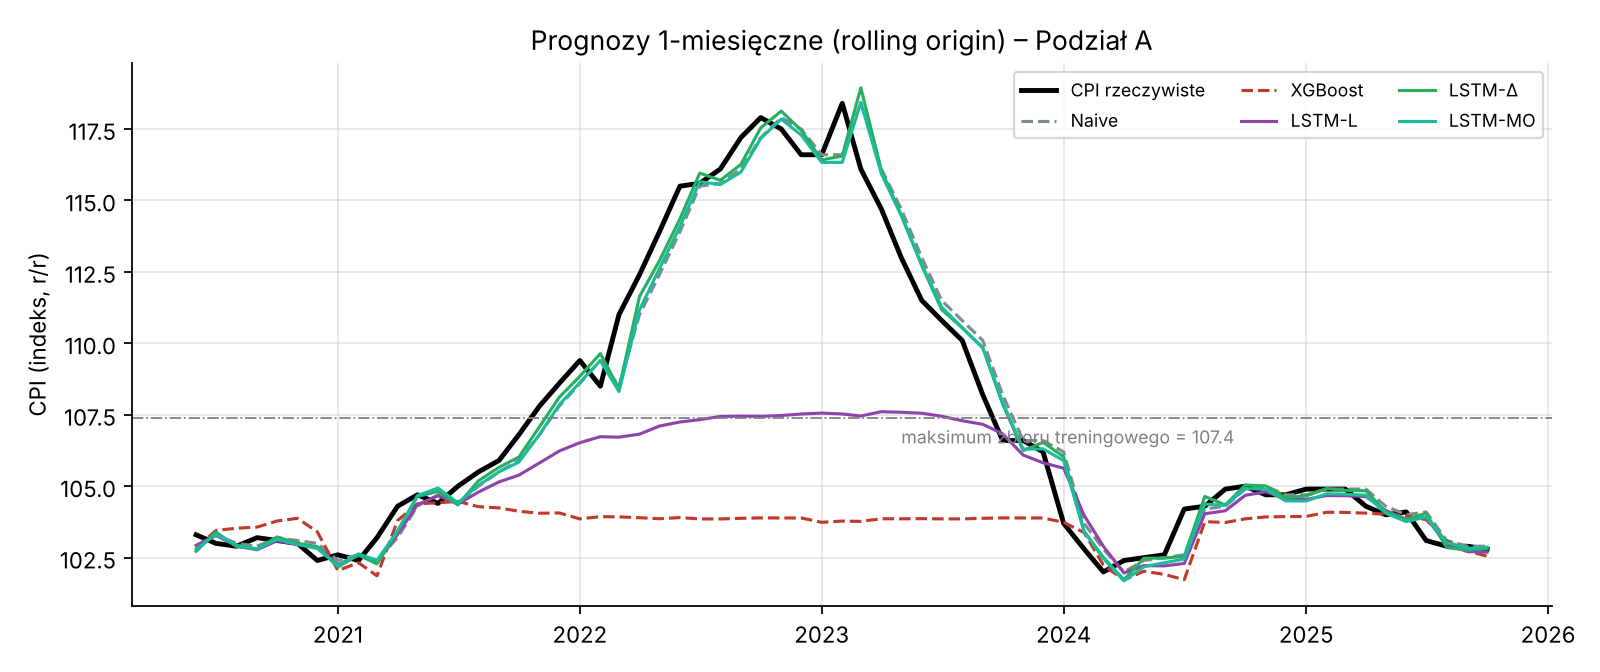 Prognozy 1-miesięczne (rolling origin) – Podział A
CPI (indeks, r/r)
117.5
115.0
112.5
110.0
107.5
105.0
102.5
CPI rzeczywiste
Naive
XGBoost
LSTM-L
LSTM-Δ
LSTM-MO
maksimum zbioru treningowego = 107.4
2021
2022
2023
2024
2025
2026